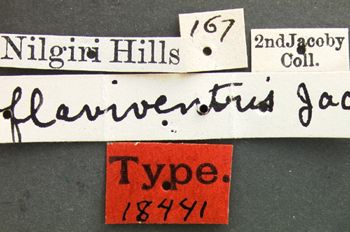 167
Nilgiri Hills
2nd Jacoby
Coll.
flaviventris Jac
Type.
18441